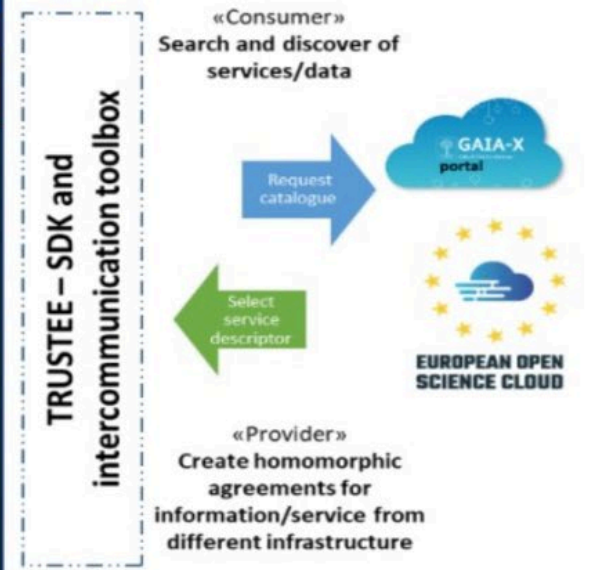 TRUSTEE – SDK and
intercommunication toolbox
«Consumer»
Search and discover of
services/data
Request
catalogue
GAIA-X
portal
Select
service
descriptor
EUROPEAN OPEN
SCIENCE CLOUD
«Provider»
Create homomorphic
agreements for
information/service from
different infrastructure